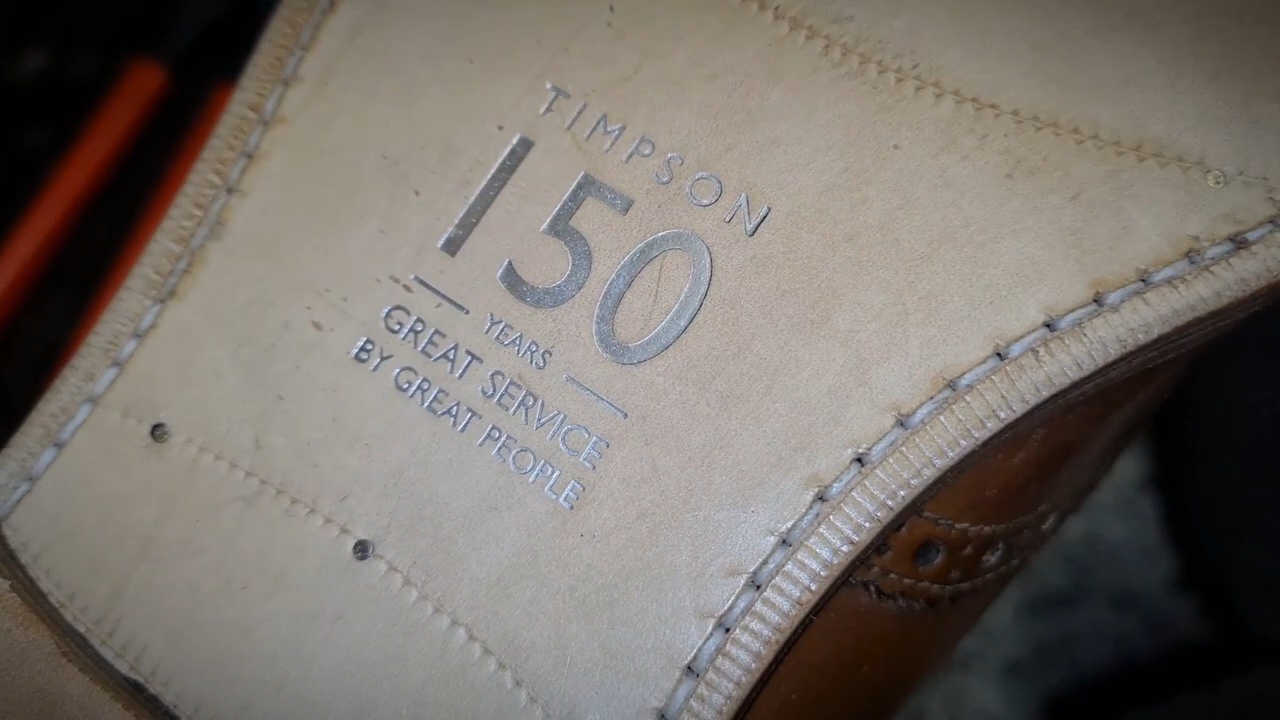 TIMPSON
150
YEARS
GREAT SERVICE
BY GREAT PEOPLE